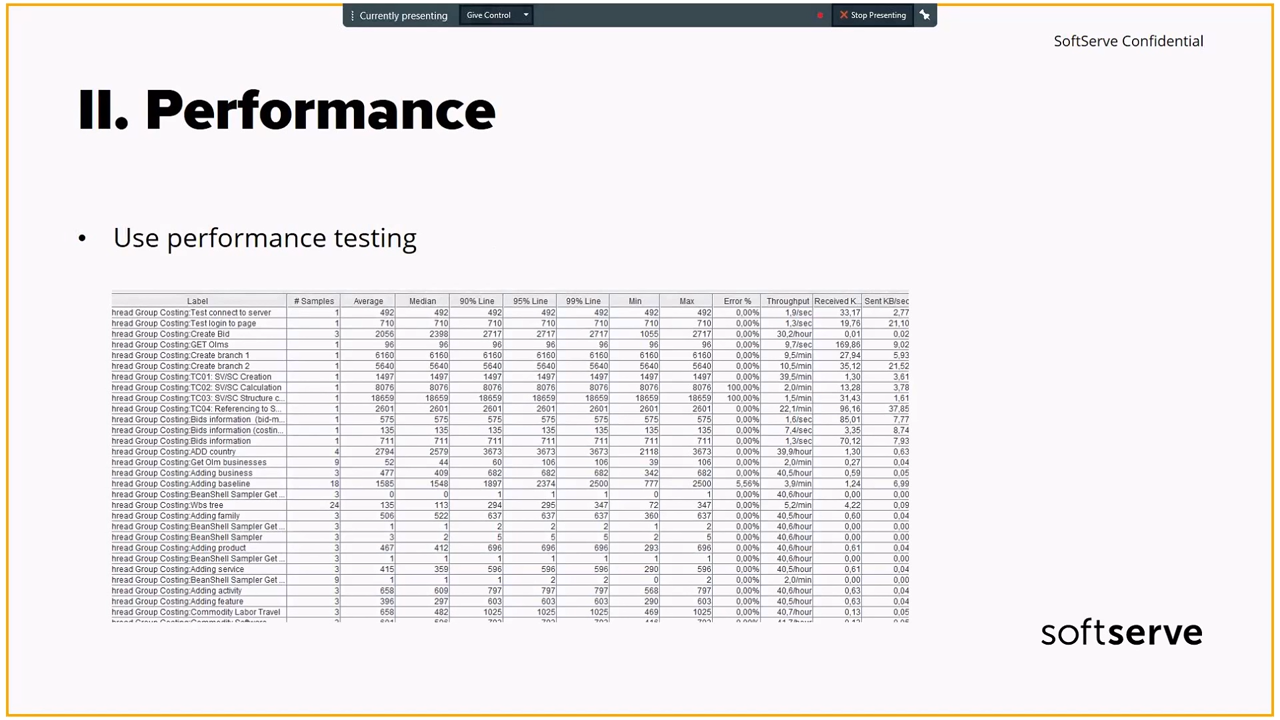 Currently presenting Give Control Stop Presenting
SoftServe Confidential
II. Performance
• Use performance testing
Label # Samples Average Median 90% Line 95% Line 99% Line Min Max Error % Throughput Received K... Sent KB/sec
hread Group Costing:Test connect to server 1 492 492 492 492 492 492 492 0,00% 1,9/sec 33,17 2,77
hread Group Costing:Test login to page 1 710 710 710 710 710 710 710 0,00% 1,3/sec 19,76 21,10
hread Group Costing:Create Bid 3 2056 2398 2717 2717 2717 1055 2717 0,00% 30,2/hour 0,01 0,02
hread Group Costing:GET Olms 1 96 96 96 96 96 96 96 0,00% 9,7/sec 169,86 9,02
hread Group Costing:Create branch 1 1 6160 6160 6160 6160 6160 6160 6160 0,00% 9,5/min 27,94 5,93
hread Group Costing:Create branch 2 1 5640 5640 5640 5640 5640 5640 5640 0,00% 10,5/min 35,12 21,52
hread Group Costing:TC01: SV/SC Creation 1 1497 1497 1497 1497 1497 1497 1497 0,00% 39,5/min 1,30 3,61
hread Group Costing:TC02: SV/SC Calculation 1 8076 8076 8076 8076 8076 8076 8076 100,00% 2,0/min 13,28 3,78
hread Group Costing:TC03: SV/SC Structure c... 1 18659 18659 18659 18659 18659 18659 18659 100,00% 1,5/min 31,43 1,61
hread Group Costing:TC04: Referencing to S... 1 2601 2601 2601 2601 2601 2601 2601 0,00% 22,1/min 96,16 37,85
hread Group Costing:Bids information (bid-m... 1 575 575 575 575 575 575 575 0,00% 1,6/sec 85,01 7,77
hread Group Costing:Bids information (costin... 1 135 135 135 135 135 135 135 0,00% 7,4/sec 3,35 8,74
hread Group Costing:Bids information 1 711 711 711 711 711 711 711 0,00% 1,3/sec 70,12 7,93
hread Group Costing:ADD country 4 2794 2579 3673 3673 3673 2118 3673 0,00% 39,9/hour 1,30 0,63
hread Group Costing:Get Olm businesses 9 52 44 60 106 106 39 106 0,00% 2,0/min 0,27 0,04
hread Group Costing:Adding business 3 477 409 682 682 682 342 682 0,00% 40,5/hour 0,59 0,05
hread Group Costing:Adding baseline 18 1585 1548 1897 2374 2500 777 2500 5,56% 3,9/min 1,24 6,99
hread Group Costing:BeanShell Sampler Get ... 3 0 0 1 1 1 0 1 0,00% 40,6/hour 0,00 0,00
hread Group Costing:Wbs tree 24 135 113 294 295 347 72 347 0,00% 5,2/min 4,22 0,09
hread Group Costing:Adding family 3 506 522 637 637 637 360 637 0,00% 40,5/hour 0,60 0,04
hread Group Costing:BeanShell Sampler Get ... 3 1 1 2 2 2 1 2 0,00% 40,6/hour 0,00 0,00
hread Group Costing:BeanShell Sampler 3 3 2 5 5 5 2 5 0,00% 40,6/hour 0,00 0,00
hread Group Costing:Adding product 3 467 412 696 696 696 293 696 0,00% 40,5/hour 0,61 0,04
hread Group Costing:BeanShell Sampler Get ... 3 1 1 1 1 1 1 1 0,00% 40,6/hour 0,00 0,00
hread Group Costing:Adding service 3 415 359 596 596 596 290 596 0,00% 40,5/hour 0,61 0,04
hread Group Costing:BeanShell Sampler Get ... 9 1 1 1 2 2 0 2 0,00% 2,0/min 0,00 0,00
hread Group Costing:Adding activity 3 658 609 797 797 797 568 797 0,00% 40,5/hour 0,63 0,04
hread Group Costing:Adding feature 3 396 297 603 603 603 290 603 0,00% 40,5/hour 0,63 0,04
hread Group Costing:Commodity Labor Travel 3 658 482 1025 1025 1025 469 1025 0,00% 40,7/hour 0,13 0,05
softserve